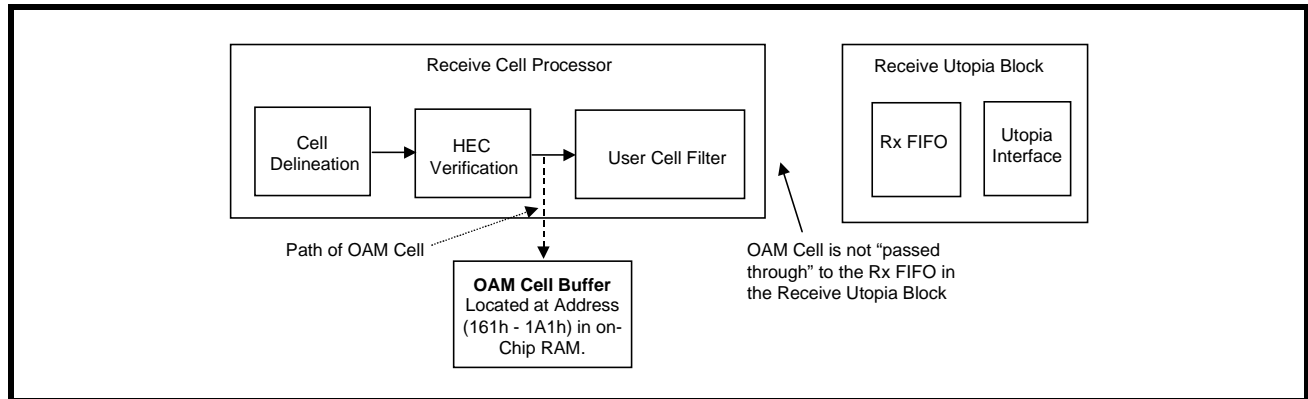 Receive Cell Processor
Receive Utopia Block
Cell
Delineation
HEC
Verification
User Cell Filter
Rx FIFO
Utopia
Interface
Path of OAM Cell
OAM Cell is not “passed
through” to the Rx FIFO in
the Receive Utopia Block
OAM Cell Buffer
Located at Address
(161h - 1A1h) in on-
Chip RAM.